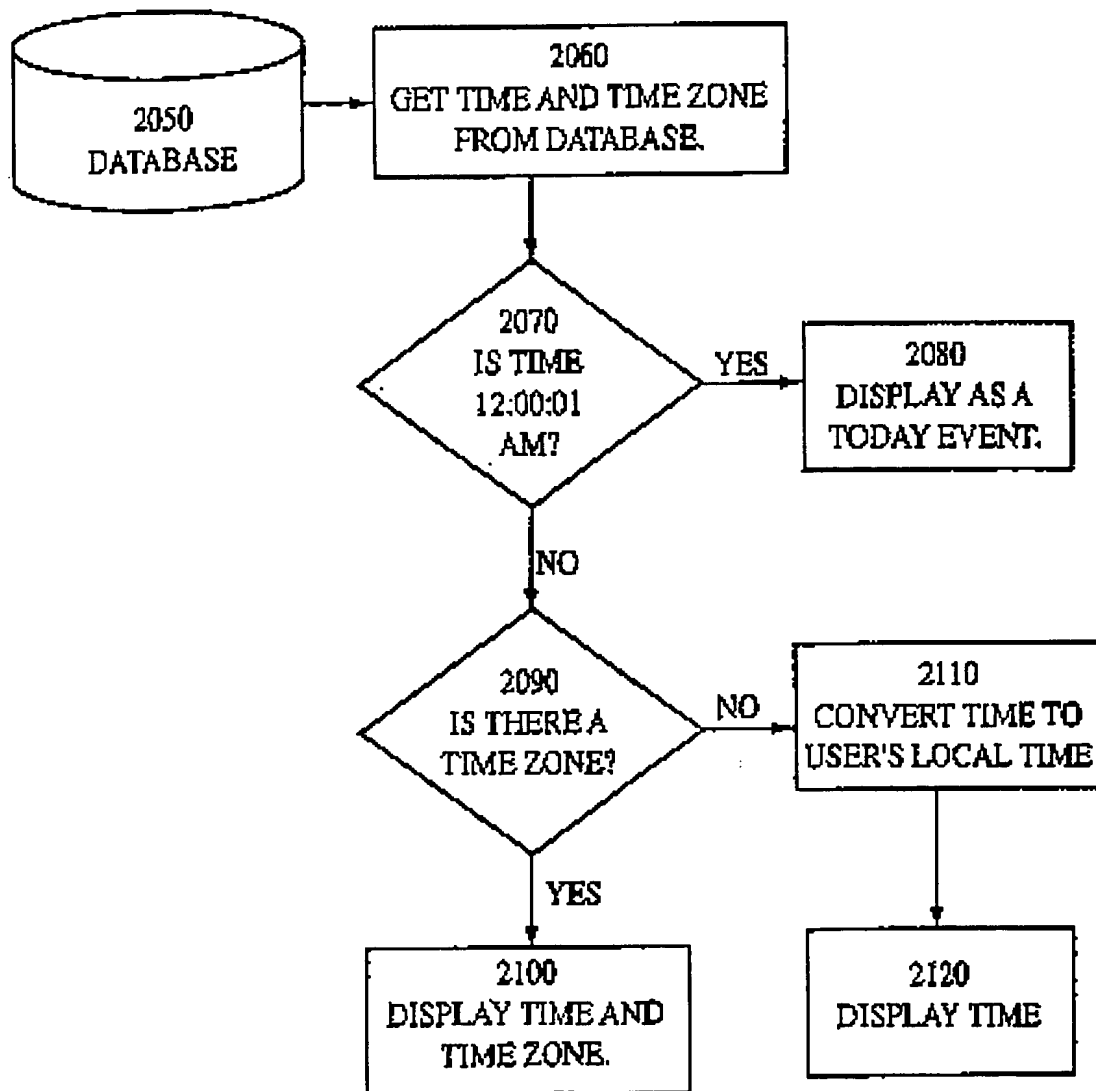 2050
DATABASE
2060
GET TIME AND TIME ZONE
FROM DATABASE.
2070
IS TIME
12:00:01
AM?
YES
2080
DISPLAY AS A
TODAY EVENT.
NO
2090
IS THERE A
TIME ZONE?
NO
2110
CONVERT TIME TO
USER'S LOCAL TIME
YES
2100
DISPLAY TIME AND
TIME ZONE.
2120
DISPLAY TIME